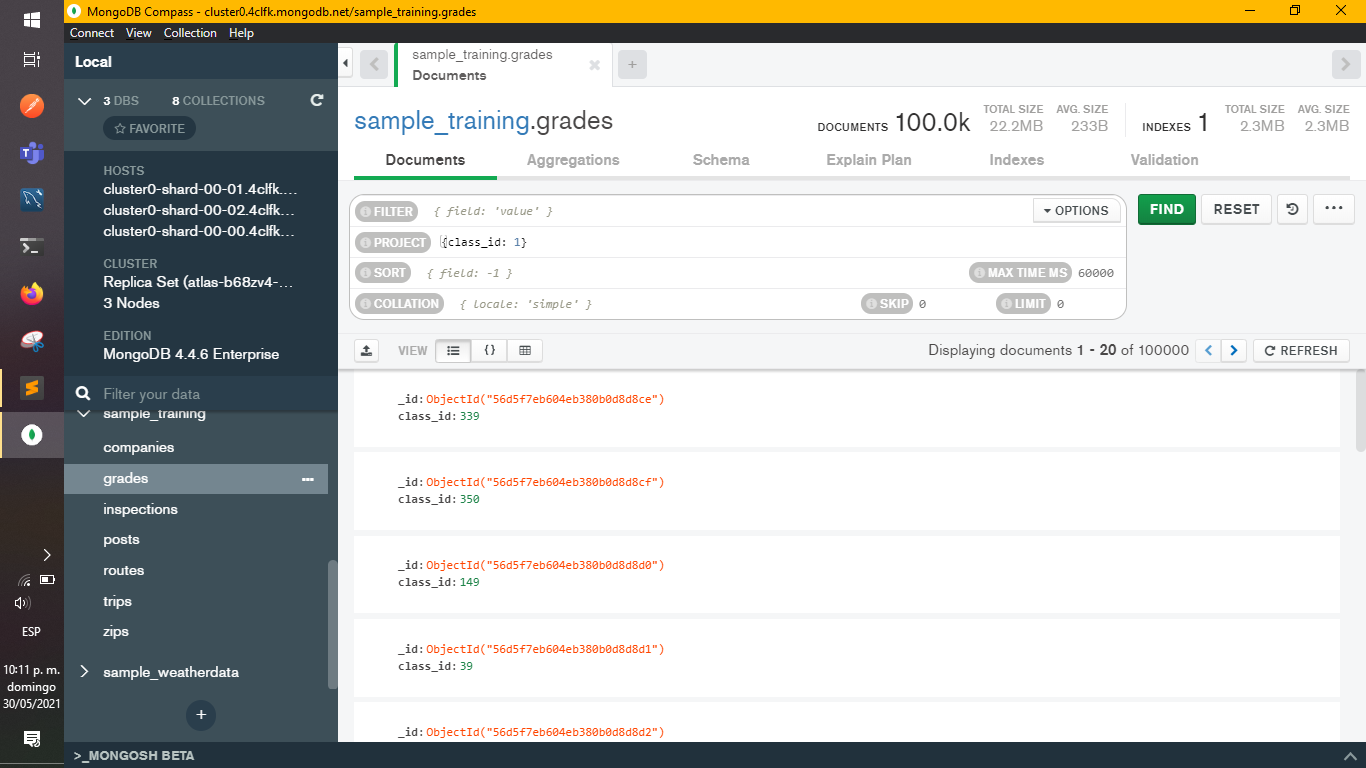 MongoDB Compass - cluster0.4clfk.mongodb.net/sample_training.grades
Connect View Collection Help
Local
3 DBS 8 COLLECTIONS
FAVORITE
HOSTS
cluster0-shard-00-01.4clfk....
cluster0-shard-00-02.4clfk...
cluster0-shard-00-00.4clfk...
CLUSTER
Replica Set (atlas-b68zv4-...
3 Nodes
EDITION
MongoDB 4.4.6 Enterprise
Filter your data
sample_training
companies
grades
inspections
posts
routes
trips
zips
sample_weatherdata
+
>_MONGOSH BETA
ESP
10:11 p. m.
domingo
30/05/2021
sample_training.grades
Documents
+
sample_training.grades
DOCUMENTS 100.0k
TOTAL SIZE
22.2MB
AVG. SIZE
233B
INDEXES 1
TOTAL SIZE
2.3MB
AVG. SIZE
2.3MB
Documents Aggregations Schema Explain Plan Indexes Validation
FILTER { field: 'value' } OPTIONS
PROJECT {class_id: 1}
SORT { field: -1 } MAX TIME MS 60000
COLLATION { locale: 'simple' } SKIP 0 LIMIT 0
FIND RESET ...
VIEW {} Displaying documents 1 - 20 of 100000 < > REFRESH
_id: ObjectId("56d5f7eb604eb380b0d8d8ce")
class_id: 339
_id: ObjectId("56d5f7eb604eb380b0d8d8cf")
class_id: 350
_id: ObjectId("56d5f7eb604eb380b0d8d8d0")
class_id: 149
_id: ObjectId("56d5f7eb604eb380b0d8d8d1")
class_id: 39
_id: ObjectId("56d5f7eb604eb380b0d8d8d2")